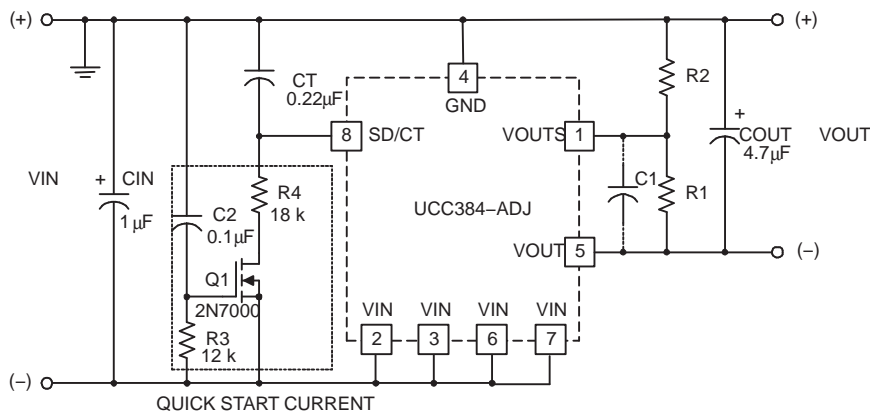 (+)
(+)
CT
0.22μF
4
GND
R2
8
SD/CT
VOUTS
1
+
COUT
4.7μF
VOUT
VIN
+
CIN
1 μF
C2
0.1μF
R4
18 k
UCC384–ADJ
C1
R1
VOUT
5
(–)
Q1
2N7000
VIN
VIN
VIN
VIN
2
3
6
7
R3
12 k
(–)
QUICK START CURRENT